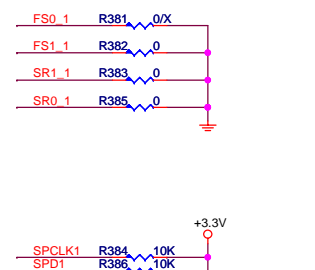 FS0_1 R381 0/X
FS1_1 R382 0
SR1_1 R383 0
SR0_1 R385 0
+3.3V
SPCLK1 R384 10K
SPD1 R386 10K